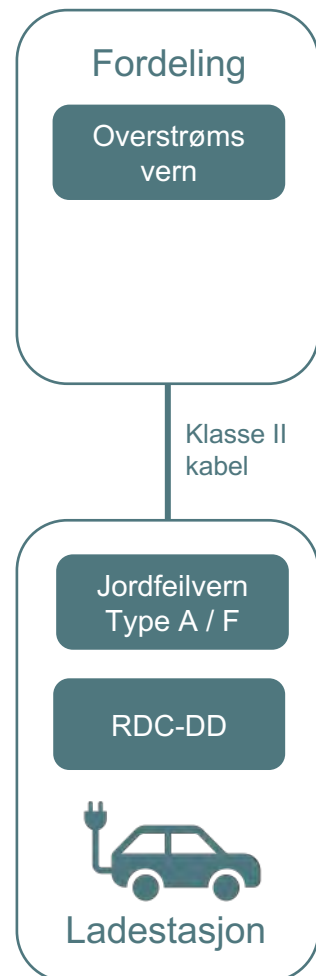 Fordeling
Overstrøms
vern
Klasse II
kabel
Jordfeilvern
Type A / F
RDC-DD
Ladestasjon